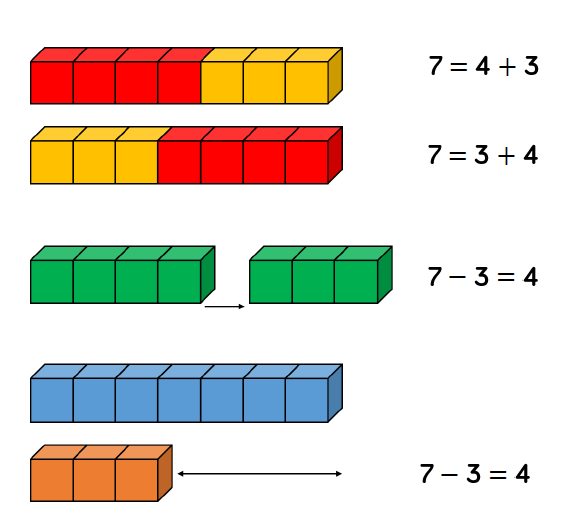 7 = 4 + 3
7 = 3 + 4
7 − 3 = 4
7 − 3 = 4